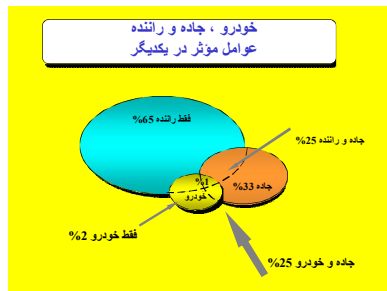 خودرو ، جاده و راننده
عوامل مؤثر در یکدیگر
فقط راننده 65%
جاده و راننده 25%
1%
جاده 33%
خودرو
فقط خودرو 2%
جاده و خودرو 25%